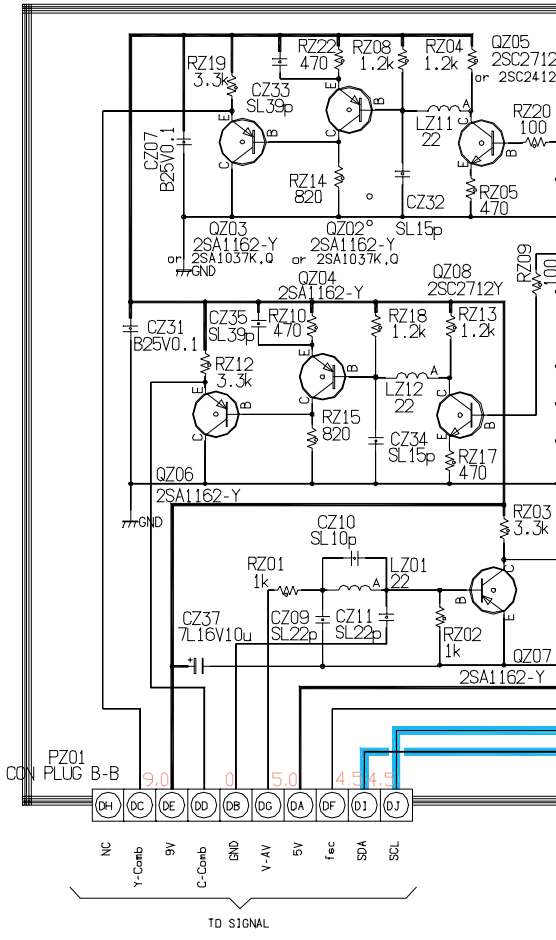 RZ22
470
RZ08
1.2k
RZ04
1.2k
QZ05
2SC2712
or 2SC2412
RZ19
3.3k
CZ33
SL39p
E
B
C
E
B
C
LZ11
22
A
C
B
E
RZ20
100
CZ07
B25V0.1
RZ14
820
CZ32
SL15p
RZ05
470
QZ03
2SA1162-Y
or 2SA1037K,Q
QZ02
2SA1162-Y
or 2SA1037K,Q
GND
RZ09
100
QZ04
2SA1162-Y
QZ08
2SC2712Y
CZ31
B25V0.1
CZ35
SL39p
RZ10
470
RZ18
1.2k
RZ13
1.2k
RZ12
3.3k
E
B
C
E
B
C
LZ12
22
A
C
B
E
RZ15
820
CZ34
SL15p
RZ17
470
QZ06
2SA1162-Y
GND
RZ03
3.3k
CZ10
SL10p
RZ01
1k
LZ01
22
A
C
B
E
CZ37
7L16V10u
+
CZ09
SL22p
CZ11
SL22p
RZ02
1k
QZ07
2SA1162-Y
PZ01
CON PLUG B-B
9.0
0
5.0
4.5
4.5
DH DC DE DD DB DG DA DF DI DJ
NC
Y-Comb
9V
C-Comb
GND
V-AV
5V
fsc
SDA
SCL
TO SIGNAL